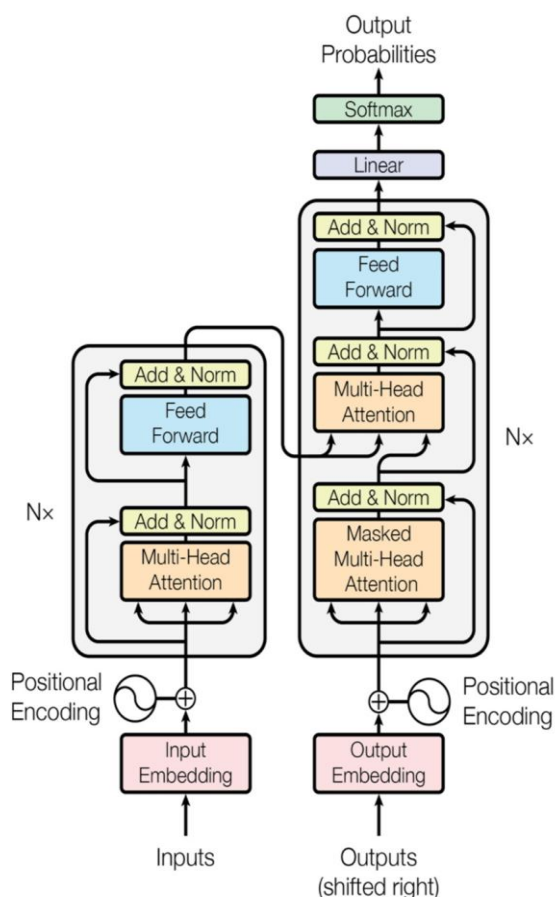 Output
Probabilities
Softmax
Linear
Add & Norm
Feed
Forward
Add & Norm
Multi-Head
Attention
Add & Norm
Masked
Multi-Head
Attention
N×
Add & Norm
Feed
Forward
Add & Norm
Multi-Head
Attention
N×
Positional
Encoding
Positional
Encoding
Input
Embedding
Output
Embedding
Inputs
Outputs
(shifted right)